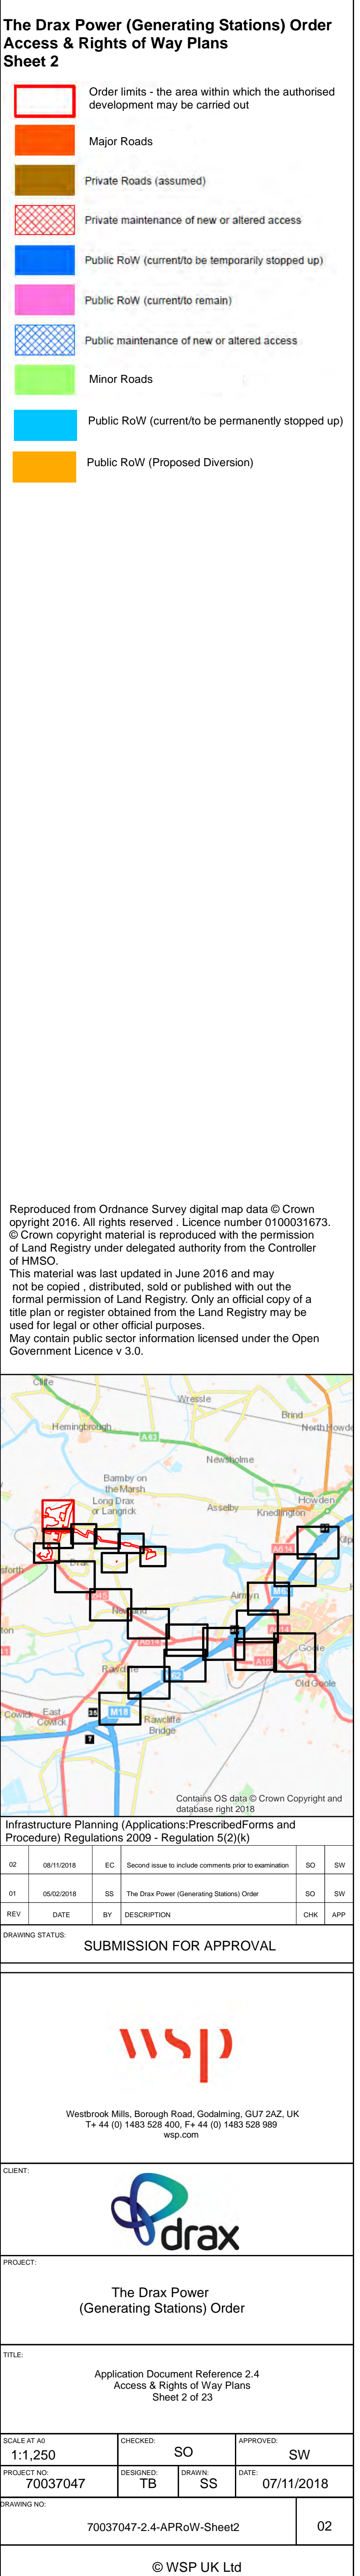 The Drax Power (Generating Stations) Order
Access & Rights of Way Plans
Sheet 2
Order limits - the area within which the authorised
development may be carried out
Major Roads
Private Roads (assumed)
Private maintenance of new or altered access
Public RoW (current/to be temporarily stopped up)
Public RoW (current/to remain)
Public maintenance of new or altered access
Minor Roads
Public RoW (current/to be permanently stopped up)
Public RoW (Proposed Diversion)
Reproduced from Ordnance Survey digital map data © Crown
opyright 2016. All rights reserved . Licence number 0100031673.
© Crown copyright material is reproduced with the permission
of Land Registry under delegated authority from the Controller
of HMSO.
This material was last updated in June 2016 and may
not be copied , distributed, sold or published with out the
formal permission of Land Registry. Only an official copy of a
title plan or register obtained from the Land Registry may be
used for legal or other official purposes.
May contain public sector information licensed under the Open
Government Licence v 3.0.
Cliffe
Wressle
Brind
Hemingbrough
North Howde
A63
Newsholme
Barmby on
the Marsh
Long Drax
or Langrick
Asselby
Howden
Knedlington
37
A614
Drax
Airmyn
Goole
Old Goole
Rawcliffe
Cowick
East
Cowick
M18
Rawcliffe
Bridge
7
Contains OS data © Crown Copyright and
database right 2018
Infrastructure Planning (Applications:PrescribedForms and
Procedure) Regulations 2009 - Regulation 5(2)(k)
02 08/11/2018 EC Second issue to include comments prior to examination SO SW
01 05/02/2018 SS The Drax Power (Generating Stations) Order SO SW
REV DATE BY DESCRIPTION CHK APP
DRAWING STATUS:
SUBMISSION FOR APPROVAL
wsp
Westbrook Mills, Borough Road, Godalming, GU7 2AZ, UK
T+ 44 (0) 1483 528 400, F+ 44 (0) 1483 528 989
wsp.com
CLIENT:
drax
PROJECT:
The Drax Power
(Generating Stations) Order
TITLE:
Application Document Reference 2.4
Access & Rights of Way Plans
Sheet 2 of 23
SCALE AT A0 CHECKED: APPROVED:
1:1,250 SO SW
PROJECT NO: DESIGNED: DRAWN: DATE:
70037047 TB SS 07/11/2018
DRAWING NO:
70037047-2.4-APRoW-Sheet2 02
© WSP UK Ltd